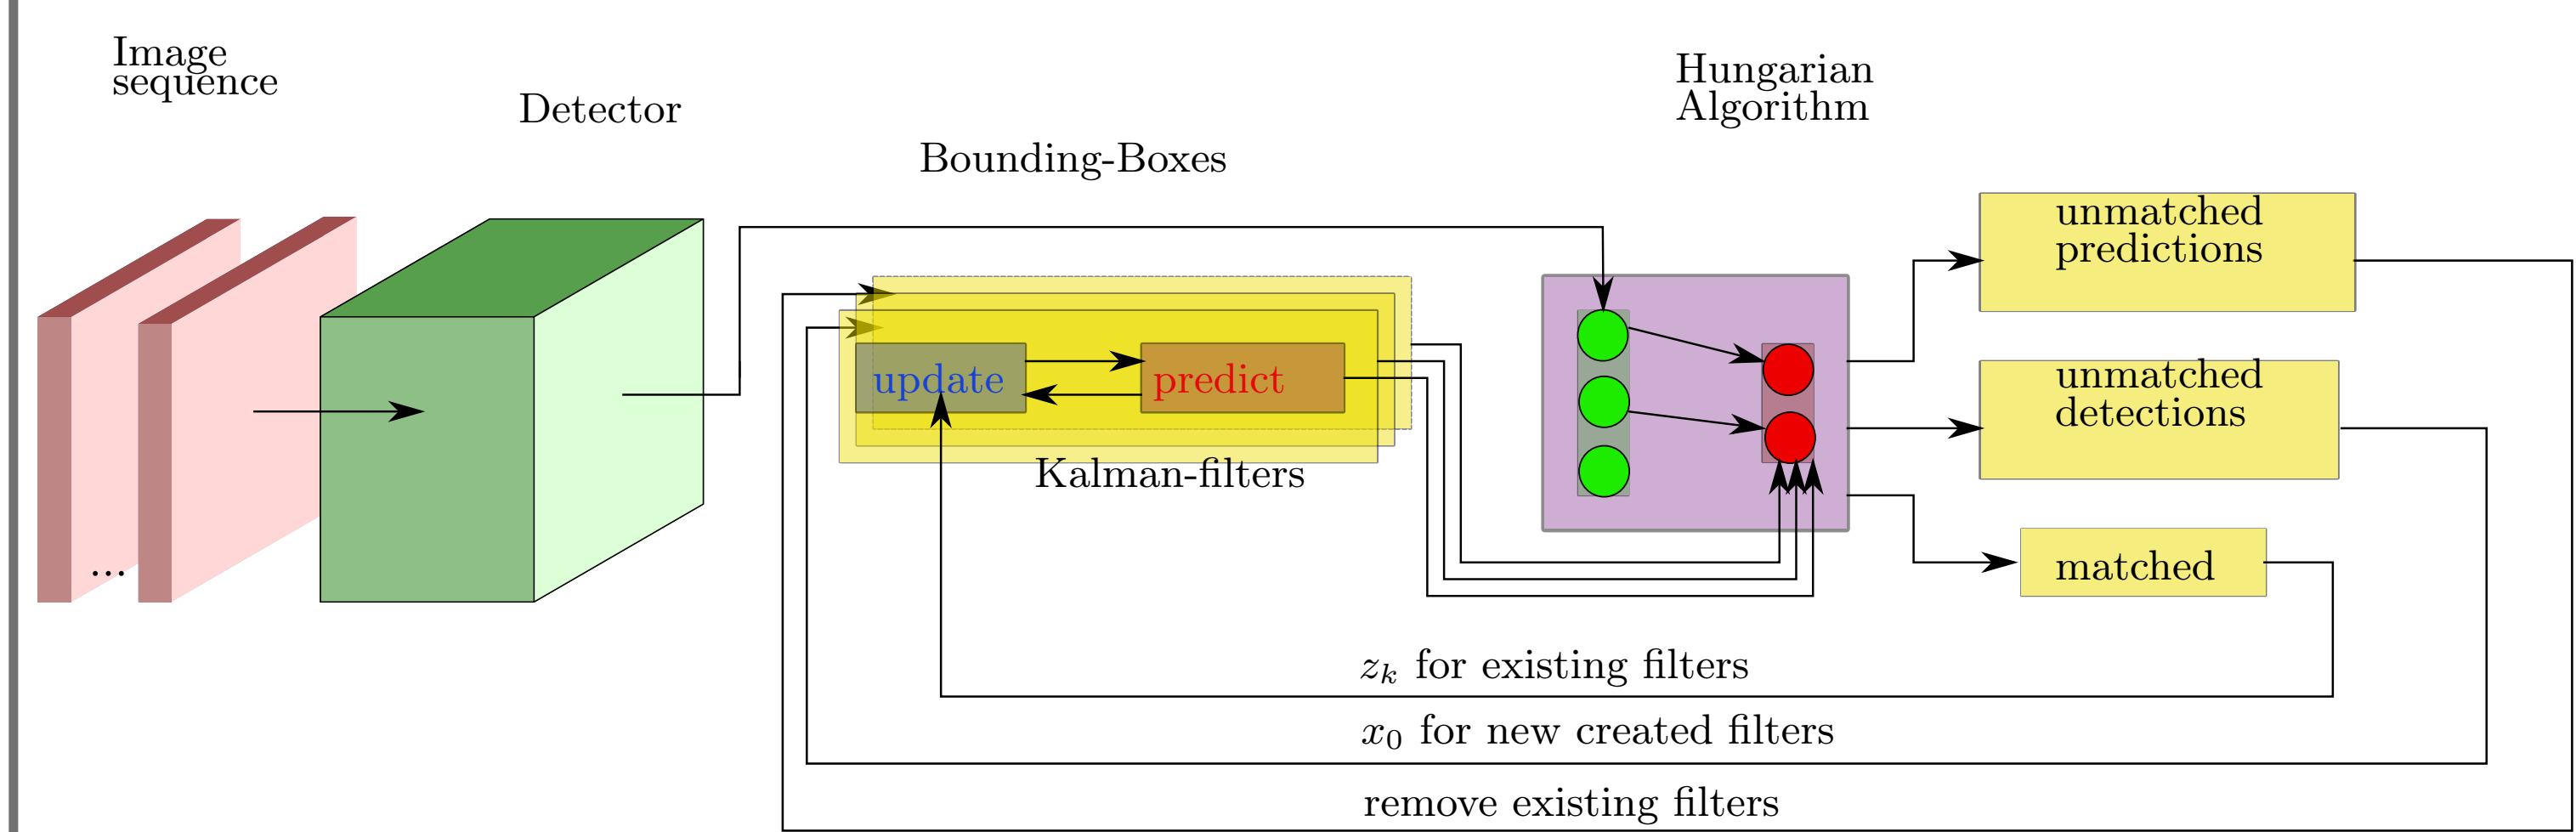 Image
sequence
Detector
Bounding-Boxes
Hungarian
Algorithm
unmatched
predictions
update
predict
unmatched
detections
Kalman-filters
...
matched
$z_k$ for existing filters
$x_0$ for new created filters
remove existing filters